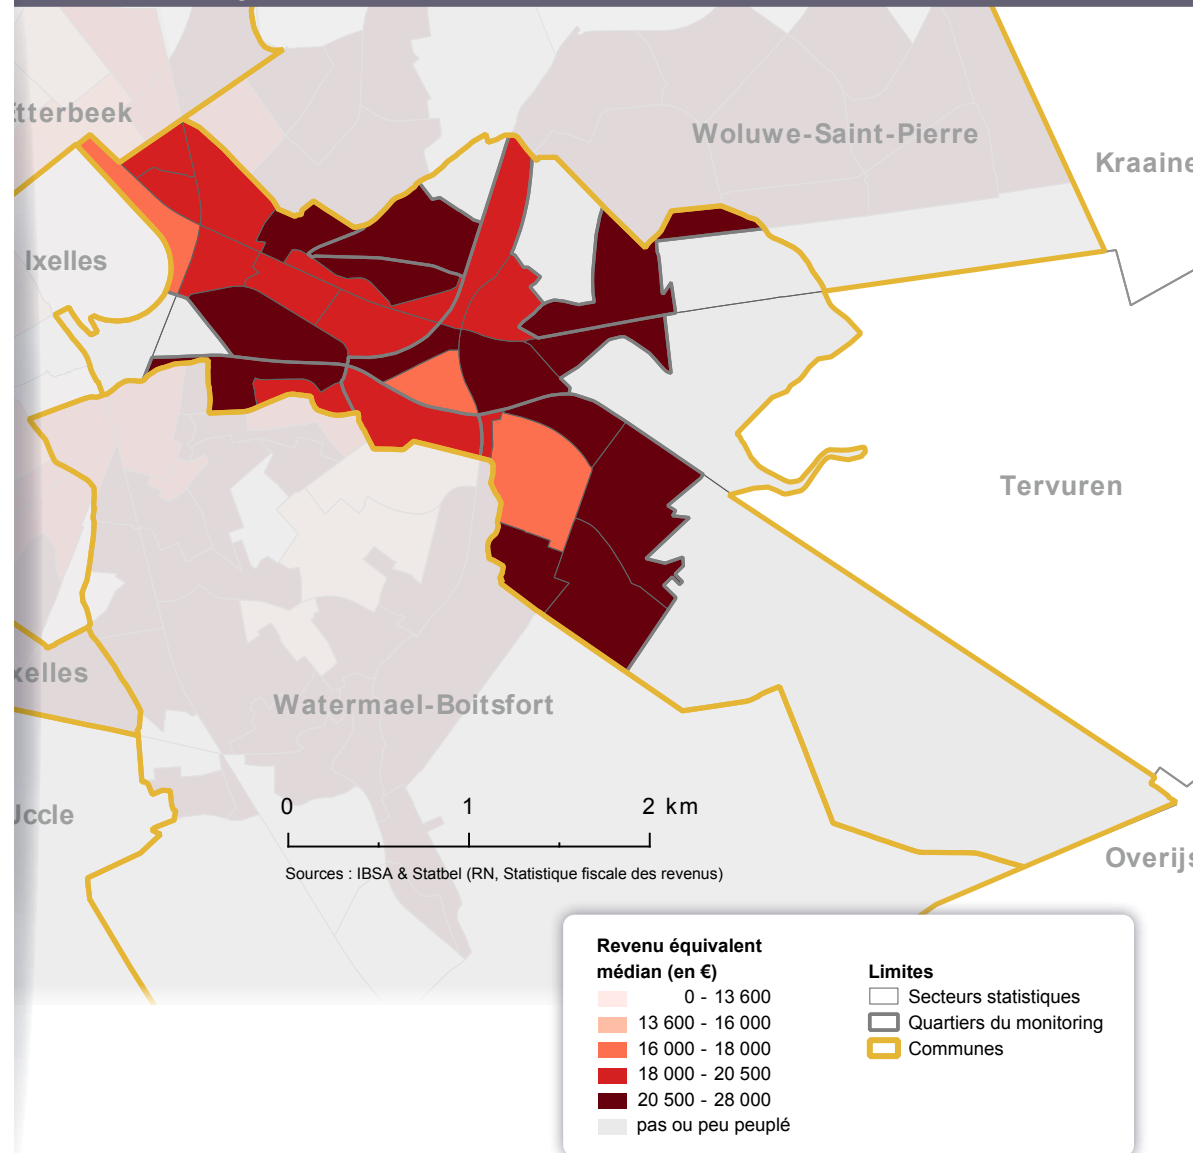 Etterbeek
Woluwe-Saint-Pierre
Kraaine
Ixelles
Tervuren
xelles
Watermael-Boitsfort
Uccle
0 1 2 km
Sources : IBSA & Statbel (RN, Statistique fiscale des revenus)
Overijs
Revenu équivalent
médian (en €)
0 - 13 600
13 600 - 16 000
16 000 - 18 000
18 000 - 20 500
20 500 - 28 000
pas ou peu peuplé
Limites
Secteurs statistiques
Quartiers du monitoring
Communes